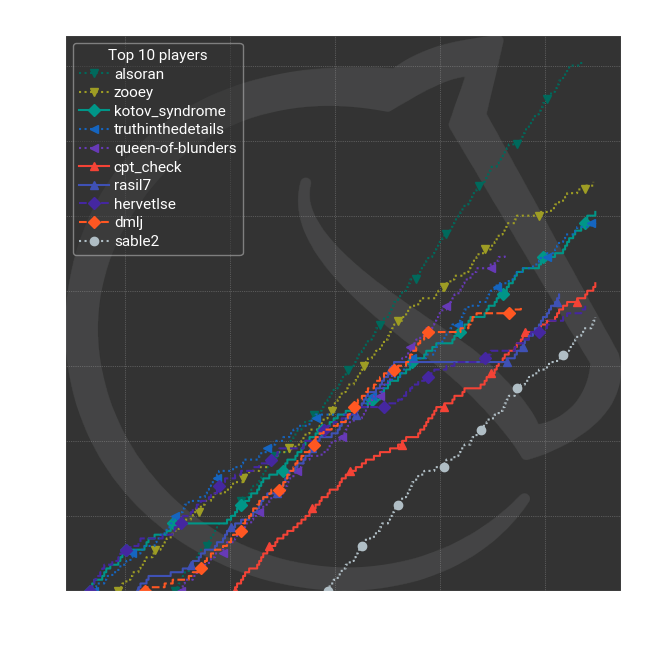 Top 10 players
alsoran
zooey
kotov_syndrome
truthinthedetails
queen-of-blunders
cpt_check
rasil7
hervetlse
dmlj
sable2